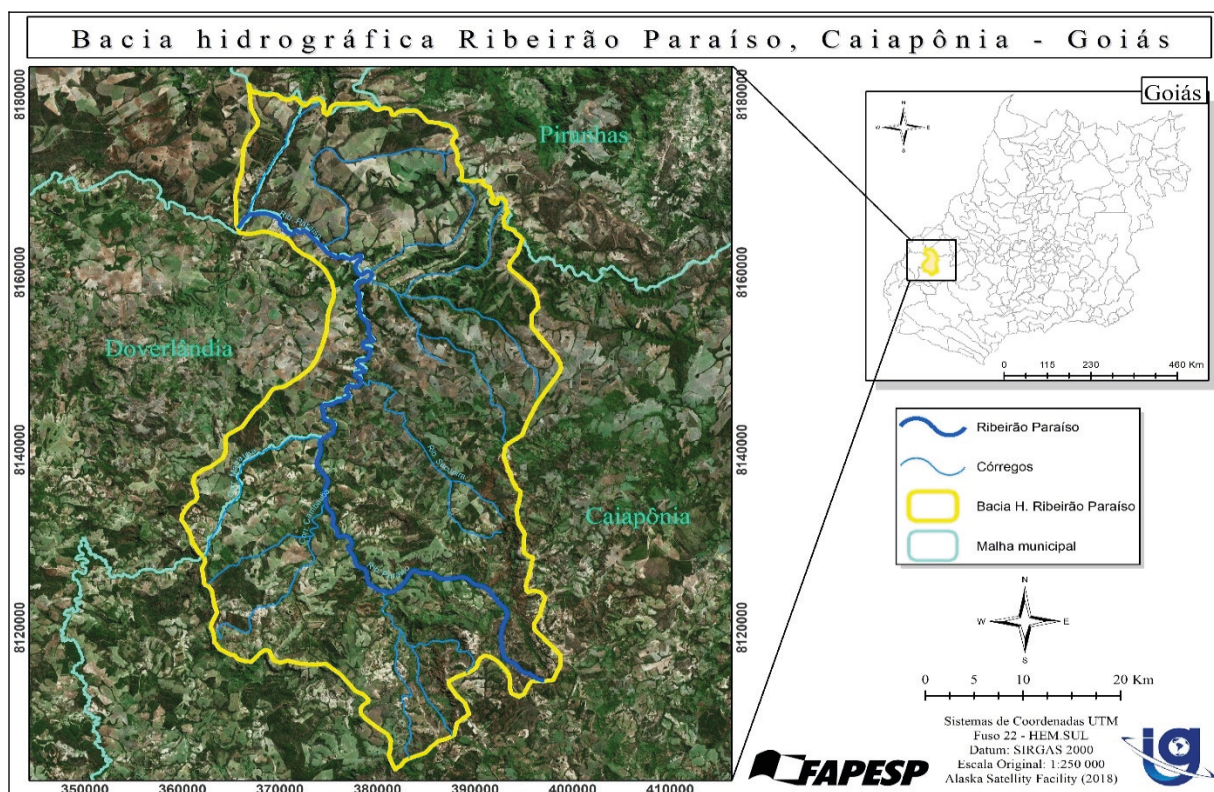 Bacia hidrográfica Ribeirão Paraíso, Caiapônia - Goiás
8180000
8160000
8140000
8120000
350000
360000
370000
380000
390000
400000
410000
8180000
8160000
8140000
8120000
Piranhas
Doverlândia
Caiapônia
Goiás
N
W
E
S
0 115 230 460 Km
Ribeirão Paraíso
Córregos
Bacia H. Ribeirão Paraíso
Malha municipal
N
W
E
S
0 5 10 20 Km
Sistemas de Coordenadas UTM
Fuso 22 - HEM.SUL
Datum: SIRGAS 2000
Escala Original: 1:250 000
Alaska Satellity Facility (2018)
FAPESP
ig